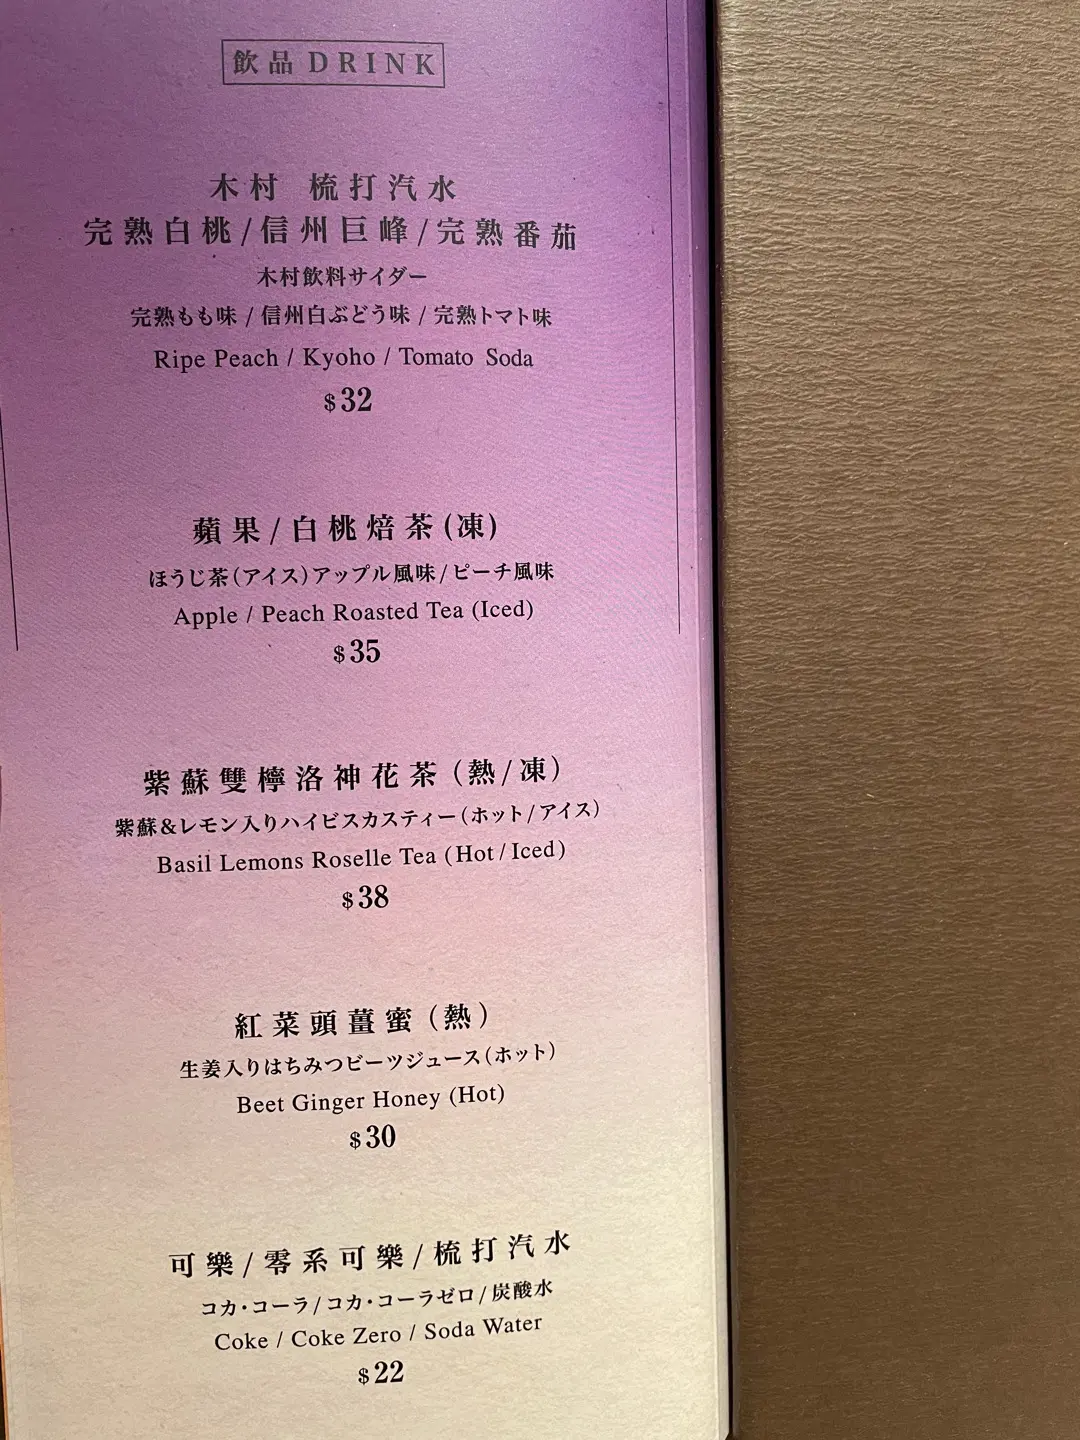 飲品 DRINK
木村 梳打汽水
完熟白桃/信州巨峰/完熟番茄
木村飲料サイダー
完熟もも味 / 信州白ぶどう味 / 完熟トマト味
Ripe Peach / Kyoho / Tomato Soda
$32
蘋果/白桃焙茶(凍)
ほうじ茶(アイス)アップル風味/ピーチ風味
Apple / Peach Roasted Tea (Iced)
$35
紫蘇雙檸洛神花茶(熱/凍)
紫蘇&レモン入りハイビスカスティー(ホット/アイス)
Basil Lemons Roselle Tea (Hot/Iced)
$38
紅菜頭薑蜜(熱)
生姜入りはちみつビーツジュース(ホット)
Beet Ginger Honey (Hot)
$30
可樂/零系可樂/梳打汽水
コカ・コーラ/コカ・コーラゼロ/炭酸水
Coke / Coke Zero / Soda Water
$22